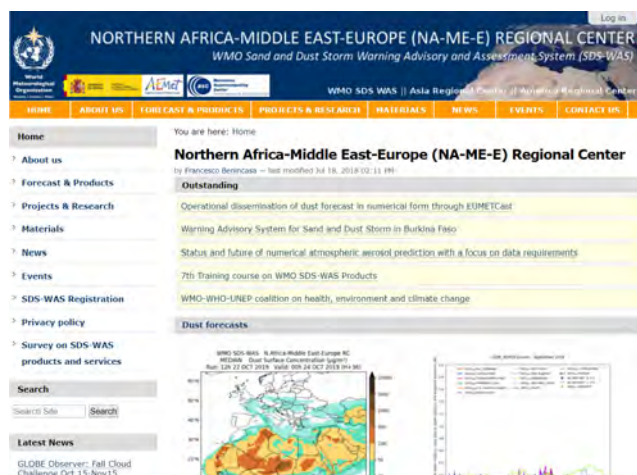 Log in
NORTHERN AFRICA-MIDDLE EAST-EUROPE (NA-ME-E) REGIONAL CENTER
WMO Sand and Dust Storm Warning Advisory and Assessment System (SDS-WAS)
World
Meteorological
Organization
AEMet
WMO SDS WAS || Asia Regional Center || America Regional Center
HOME ABOUT US FORECAST & PRODUCTS PROJECTS & RESEARCH MATERIALS NEWS EVENTS CONTACT US
Home
About us
Forecast & Products
Projects & Research
Materials
News
Events
SDS-WAS Registration
Privacy policy
Survey on SDS-WAS
products and services
Search
Search Site Search
Latest News
GLOBE Observer: Fall Cloud
Challenge Oct 15-Nov15
You are here: Home
Northern Africa-Middle East-Europe (NA-ME-E) Regional Center
by Francesco Benincasa — last modified Jul 18, 2018 02:11 PM
Outstanding
Operational dissemination of dust forecast in numerical form through EUMETCast
Warning Advisory System for Sand and Dust Storm in Burkina Faso
Status and future of numerical atmospheric aerosol prediction with a focus on data requirements
7th Training course on WMO SDS-WAS Products
WMO-WHO-UNEP coalition on health, environment and climate change
Dust forecasts
WMO SDS-WAS N.Africa-Middle East-Europe RC
MEDIAN Dust Surface Concentration (µg/m³)
Run: 12h 22 OCT 2019 Valid: 00h 24 OCT 2019 (H+36)